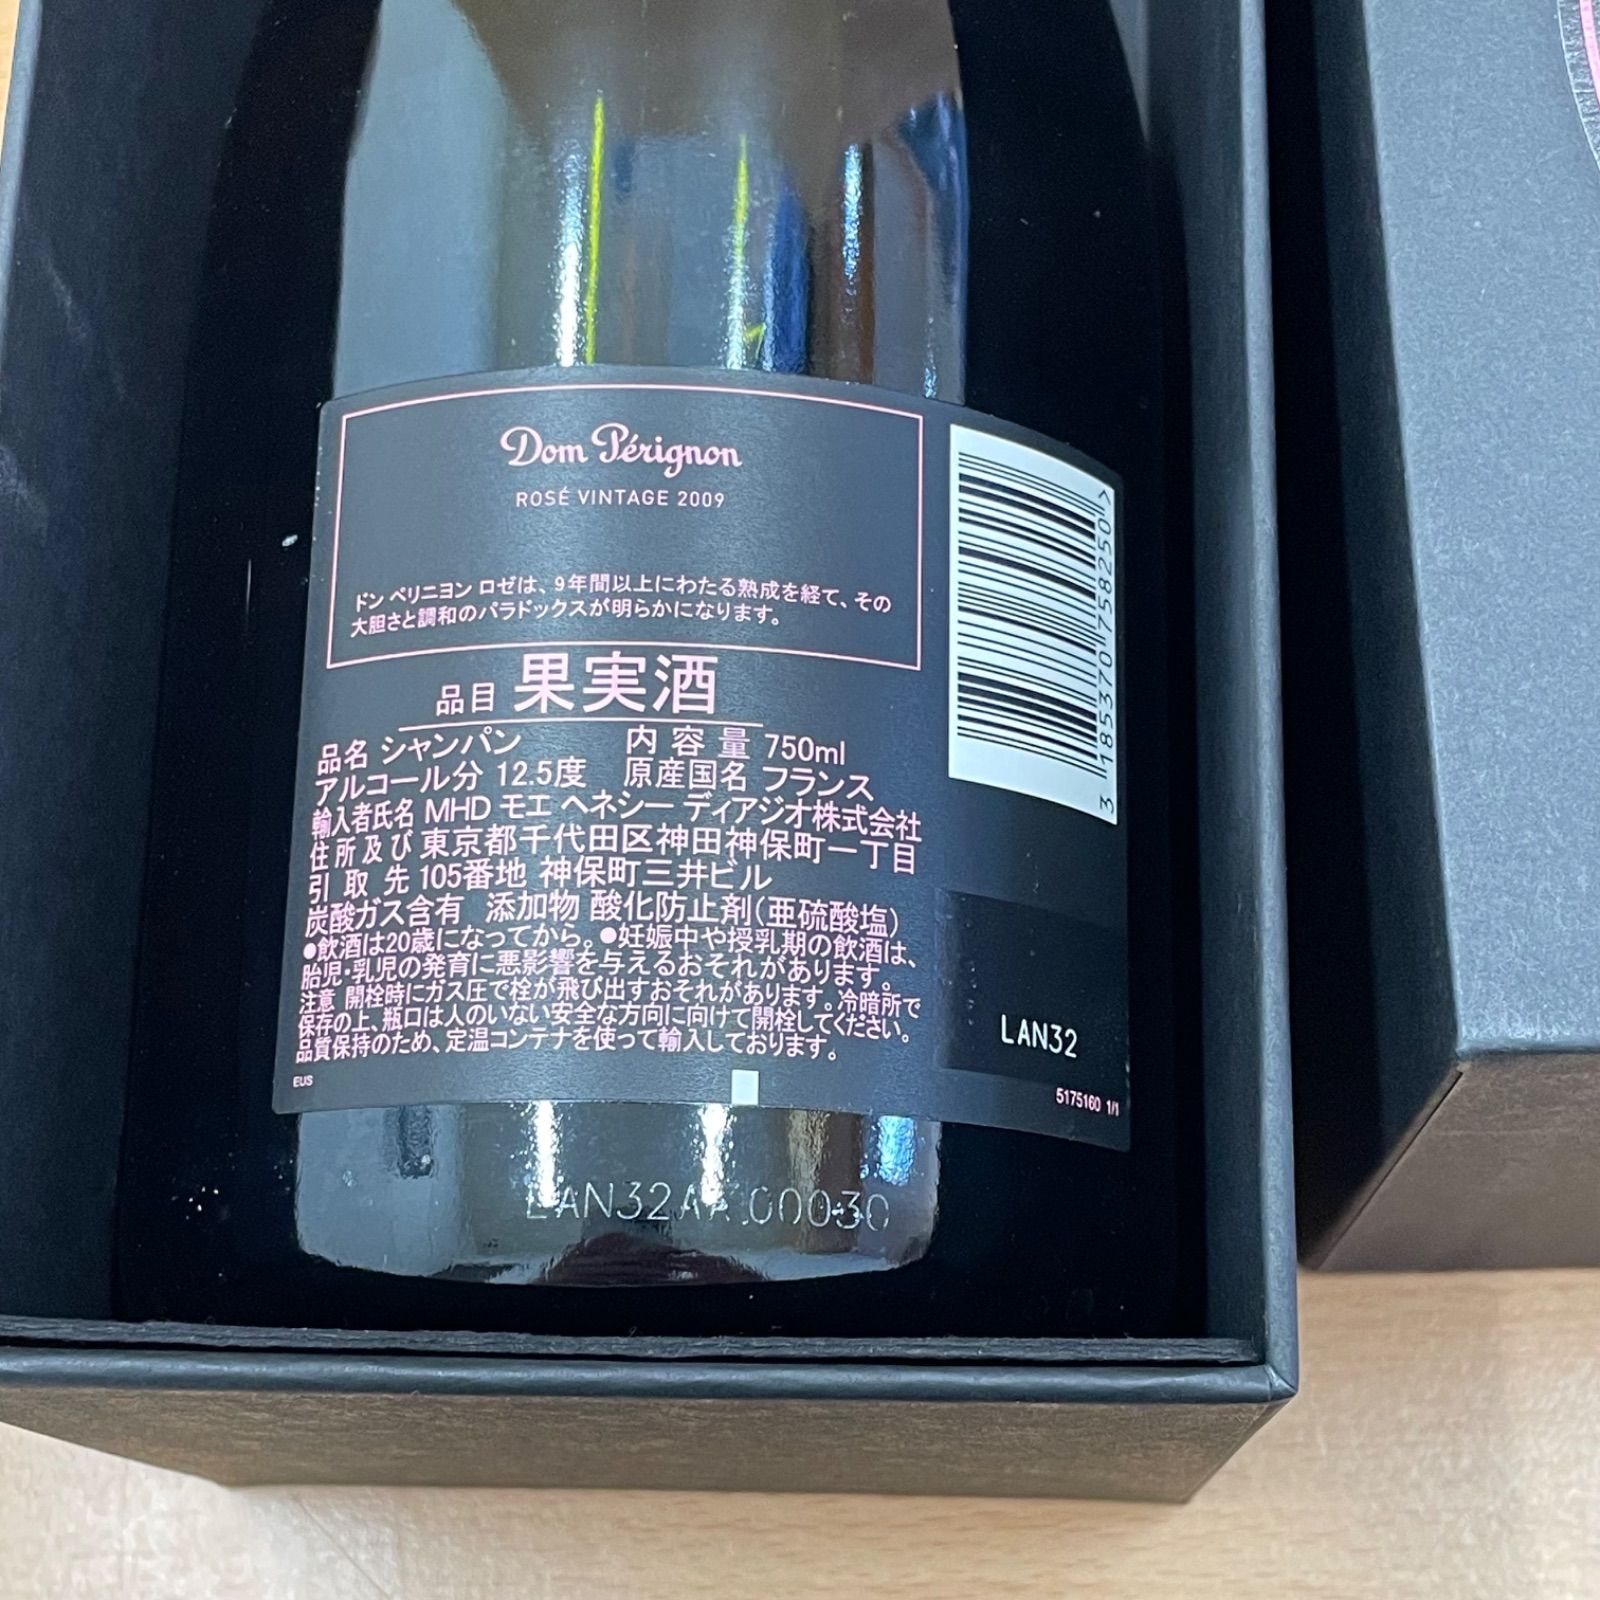 Dom Pérignon
ROSÉ VINTAGE 2009
ドン ペリニヨン ロゼは、9年間以上にわたる熟成を経て、その
大胆さと調和のパラドックスが明らかになります。
品目 果実酒
品名 シャンパン 内容量 750ml
アルコール分 12.5度 原産国名 フランス
輸入者氏名 MHD モエ ヘネシー ディアジオ株式会社
住所及び 東京都千代田区神田神保町一丁目
引取先 105番地 神保町三井ビル
炭酸ガス含有 添加物 酸化防止剤(亜硫酸塩)
●飲酒は20歳になってから。●妊娠中や授乳期の飲酒は、
胎児・乳児の発育に悪影響を与えるおそれがあります。
注意 開栓時にガス圧で栓が飛び出すおそれがあります。冷暗所で
保存の上、瓶口は人のいない安全な方向に向けて開栓してください。
品質保持のため、定温コンテナを使って輸入しております。
EUS
3 185370 758250 >
LAN32
5175160 1/1